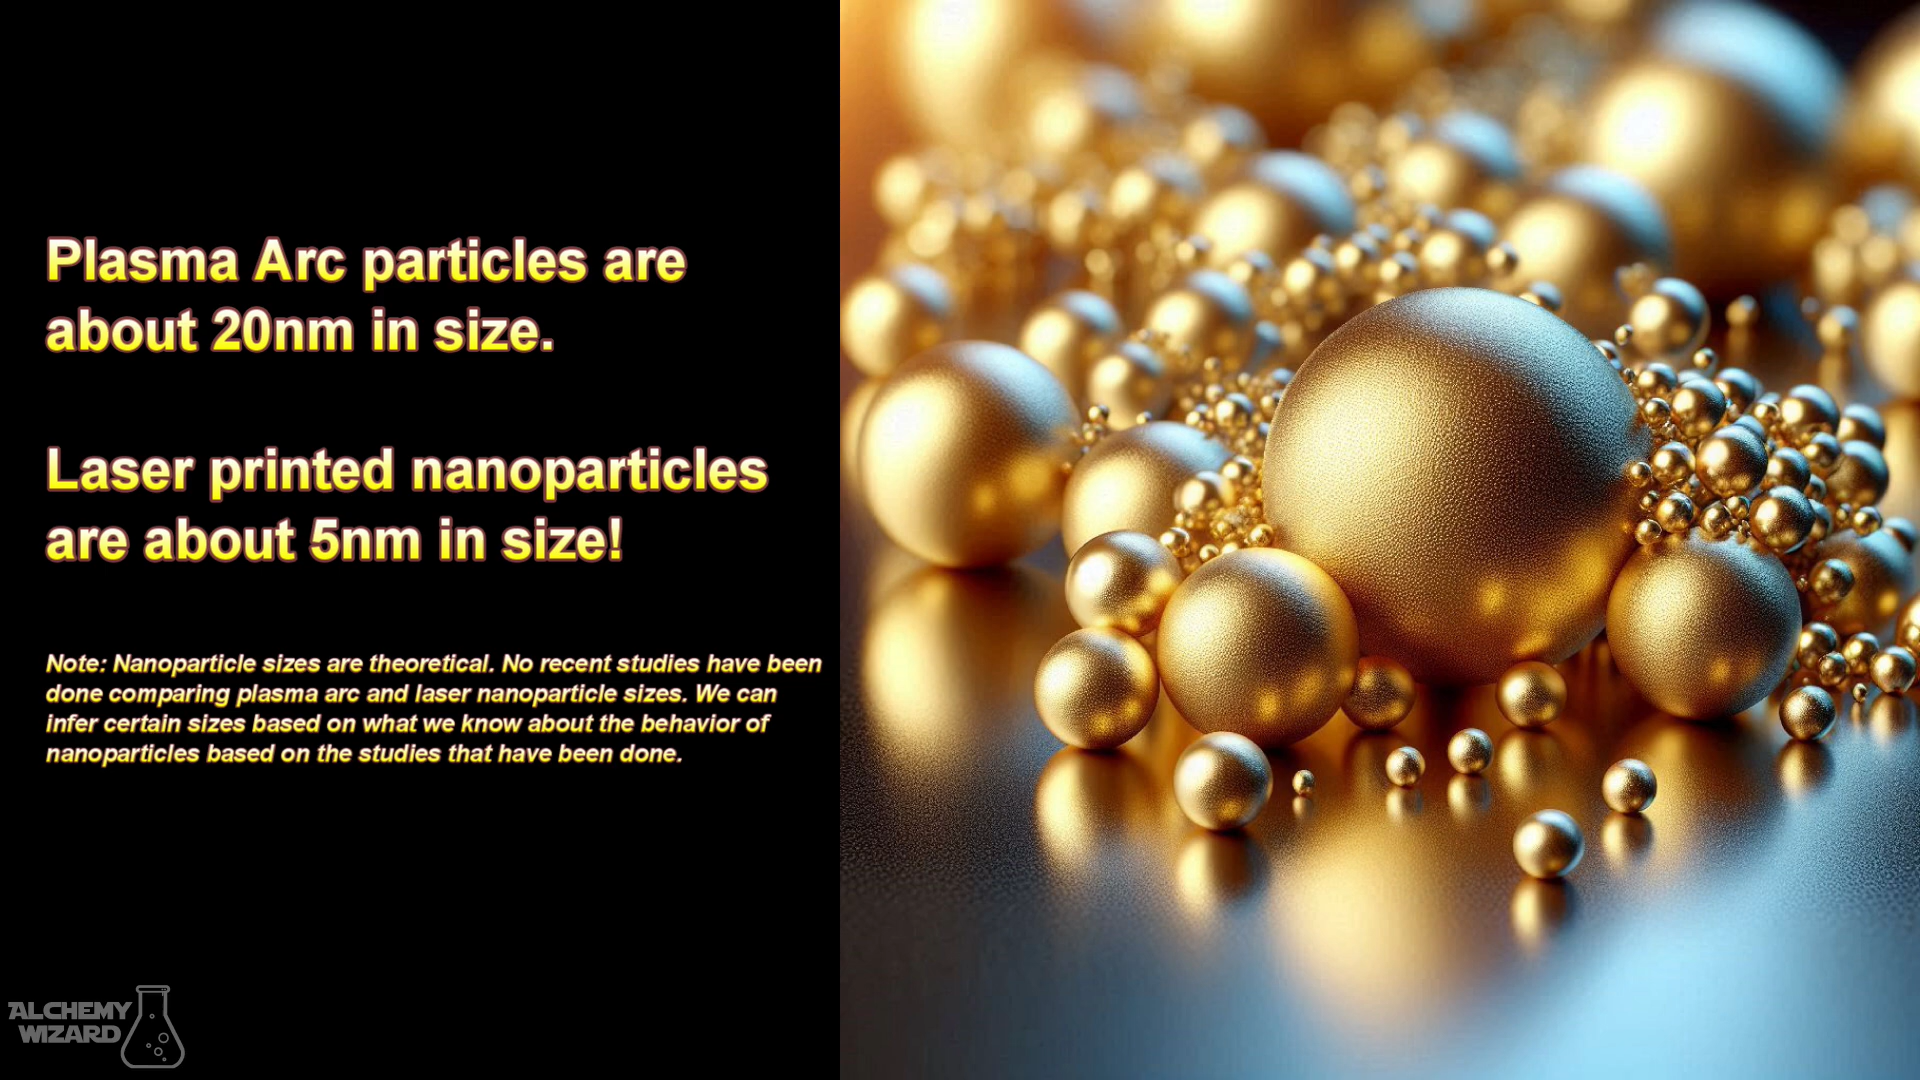 Plasma Arc particles are
about 20nm in size.
Laser printed nanoparticles
are about 5nm in size!
Note: Nanoparticle sizes are theoretical. No recent studies have been
done comparing plasma arc and laser nanoparticle sizes. We can
infer certain sizes based on what we know about the behavior of
nanoparticles based on the studies that have been done.
ALCHEMY
WIZARD